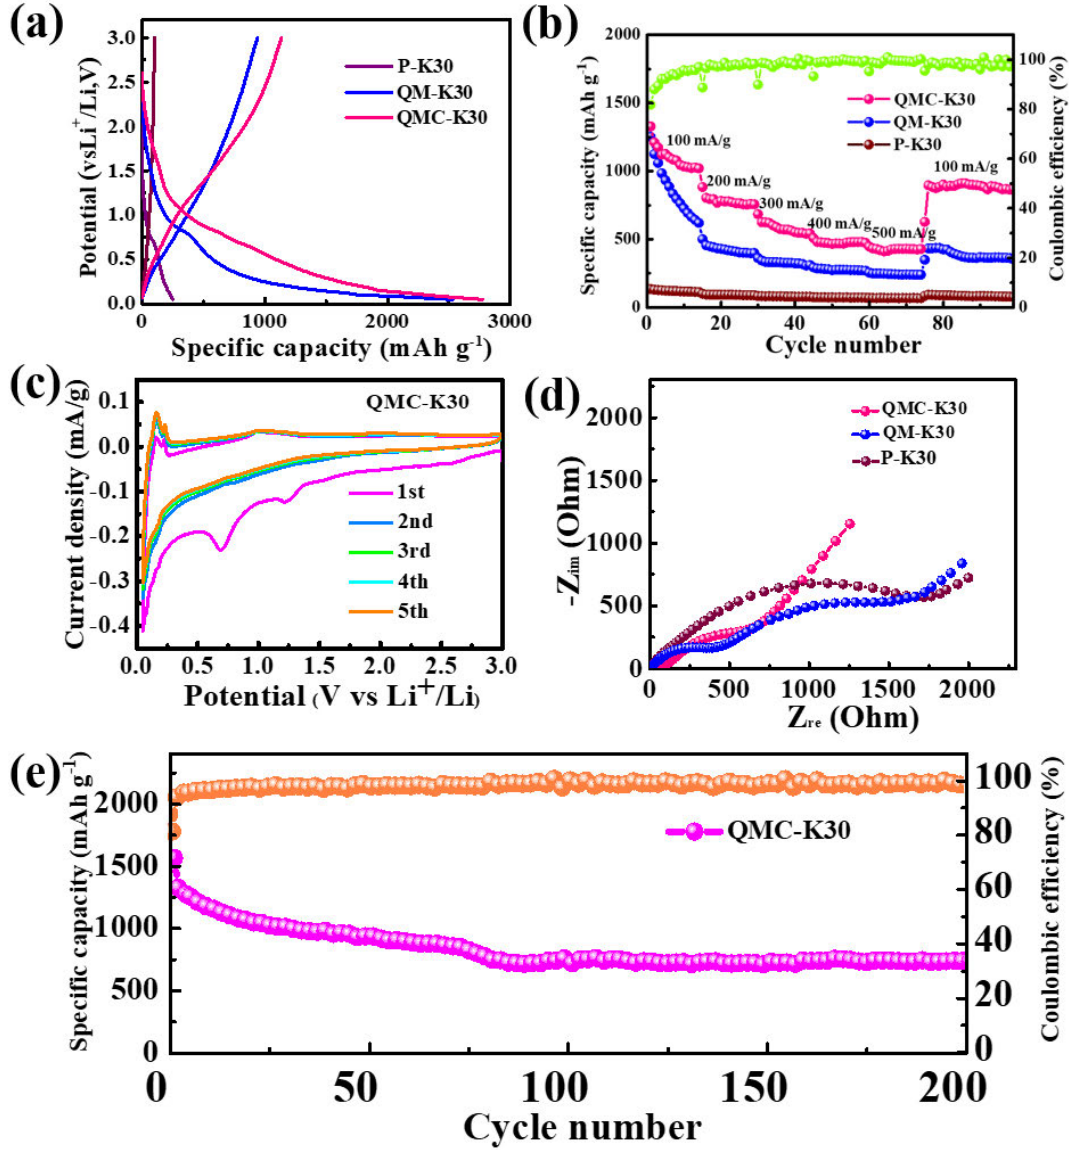 (a)
Potential (vsLi⁺/Li,V)
3.0
2.5
2.0
1.5
1.0
0.5
0.0
P-K30
QM-K30
QMC-K30
0
1000
2000
3000
Specific capacity (mAh g⁻¹)
(b)
Specific capacity (mAh g⁻¹)
2000
1500
1000
500
0
QMC-K30
QM-K30
P-K30
100 mA/g
200 mA/g
300 mA/g
400 mA/g
500 mA/g
100 mA/g
100
80
60
40
20
0
Coulombic efficiency (%)
0
20
40
60
80
Cycle number
(c)
Current density (mA/g)
0.1
0.0
-0.1
-0.2
-0.3
-0.4
QMC-K30
1st
2nd
3rd
4th
5th
0.0
0.5
1.0
1.5
2.0
2.5
3.0
Potential (V vs Li⁺/Li)
(d)
-Zim (Ohm)
2000
1500
1000
500
0
QMC-K30
QM-K30
P-K30
0
500
1000
1500
2000
Zre (Ohm)
(e)
Specific capacity (mAh g⁻¹)
2000
1500
1000
500
0
QMC-K30
100
80
60
40
20
0
Coulombic efficiency (%)
0
50
100
150
200
Cycle number